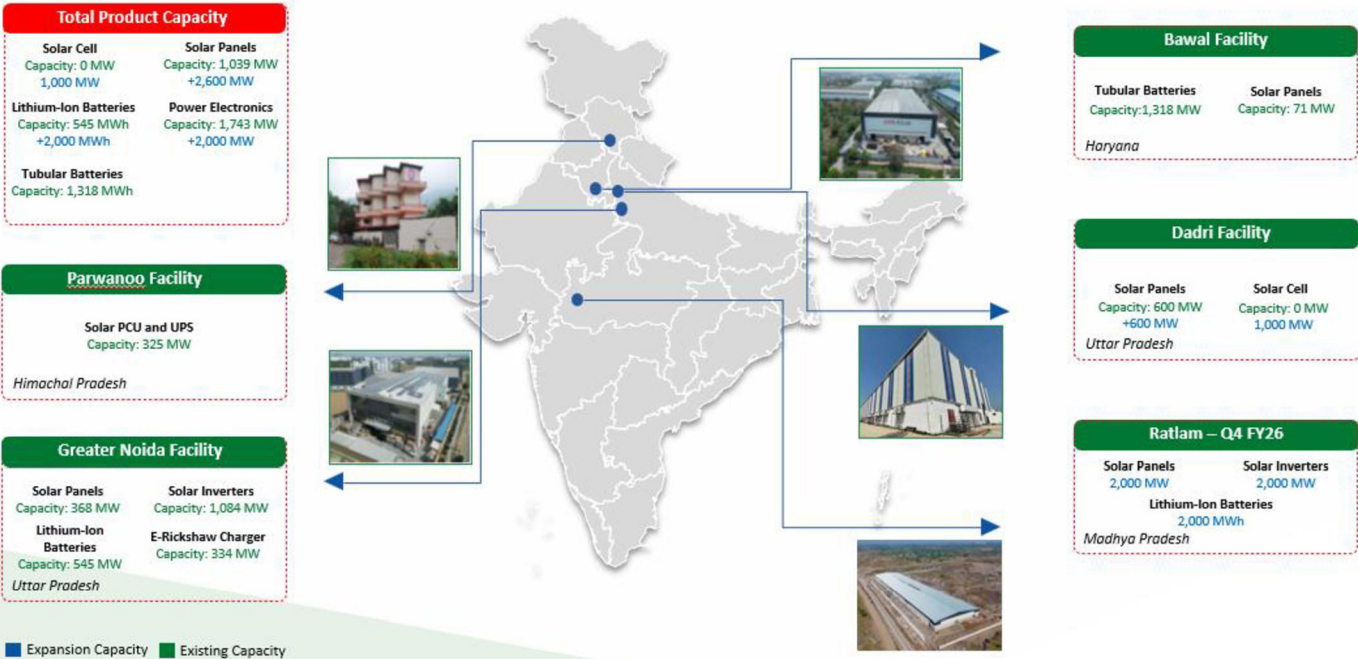 Total Product Capacity
Solar Cell
Capacity: 0 MW
1,000 MW
Solar Panels
Capacity: 1,039 MW
+2,600 MW
Lithium-Ion Batteries
Capacity: 545 MWh
+2,000 MWh
Power Electronics
Capacity: 1,743 MW
+2,000 MW
Tubular Batteries
Capacity: 1,318 MWh
Parwanoo Facility
Solar PCU and UPS
Capacity: 325 MW
Himachal Pradesh
Greater Noida Facility
Solar Panels
Capacity: 368 MW
Solar Inverters
Capacity: 1,084 MW
Lithium-Ion
Batteries
Capacity: 545 MW
E-Rickshaw Charger
Capacity: 334 MW
Uttar Pradesh
Expansion Capacity
Existing Capacity
Bawal Facility
Tubular Batteries
Capacity:1,318 MW
Solar Panels
Capacity: 71 MW
Haryana
Dadri Facility
Solar Panels
Capacity: 600 MW
+600 MW
Solar Cell
Capacity: 0 MW
1,000 MW
Uttar Pradesh
Ratlam – Q4 FY26
Solar Panels
2,000 MW
Solar Inverters
2,000 MW
Lithium-Ion Batteries
2,000 MWh
Madhya Pradesh